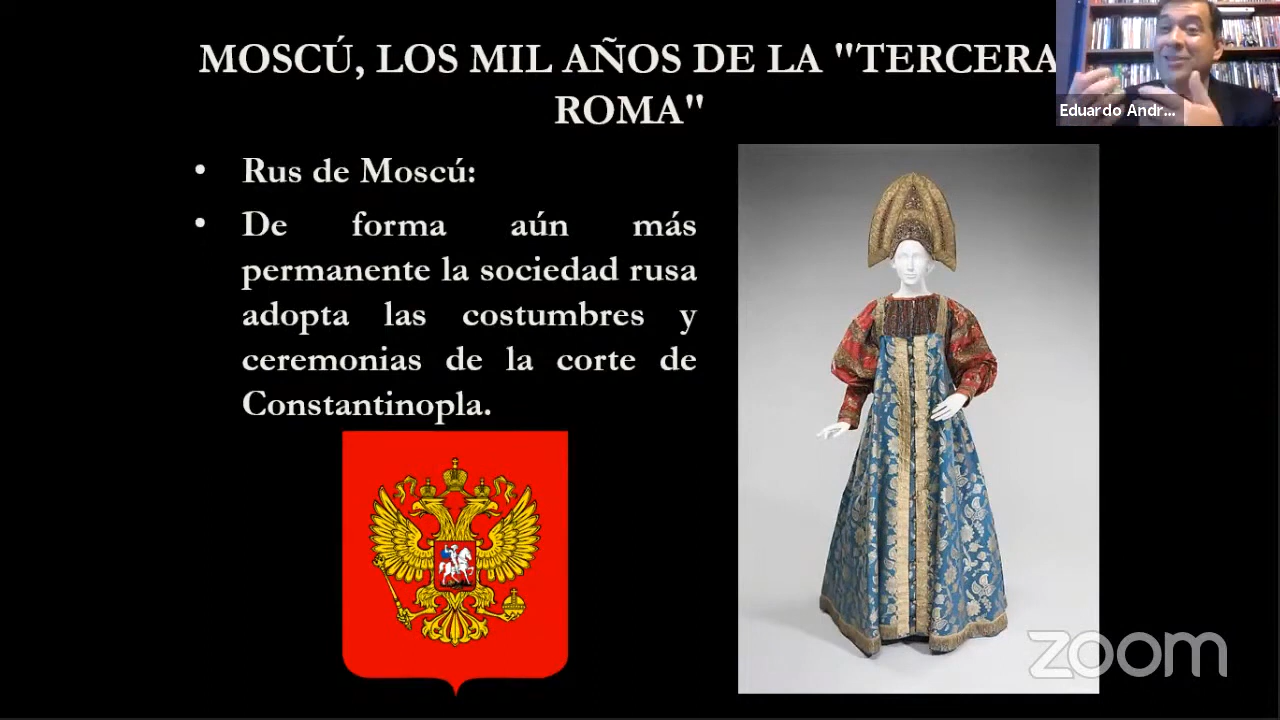 MOSCÚ, LOS MIL AÑOS DE LA "TERCERA
ROMA"
Eduardo Andr...
• Rus de Moscú:
• De forma aún más
permanente la sociedad rusa
adopta las costumbres y
ceremonias de la corte de
Constantinopla.
zoom